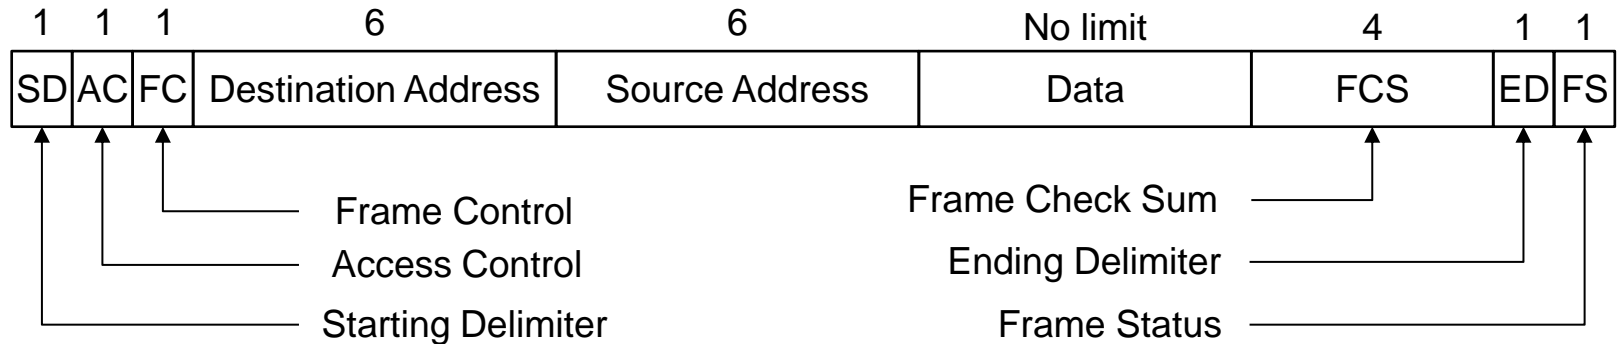 1 1 1 6 6 No limit 4 1 1
SD AC FC Destination Address Source Address Data FCS ED FS
Frame Control Frame Check Sum
Access Control Ending Delimiter
Starting Delimiter Frame Status